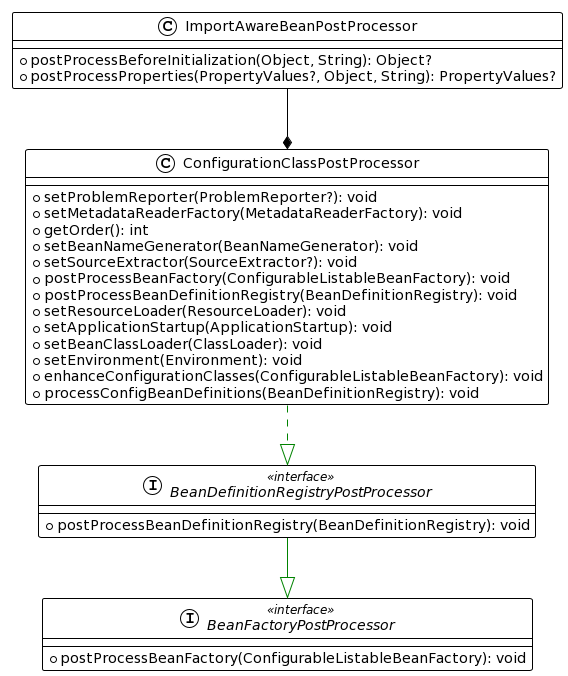 C ImportAwareBeanPostProcessor
postProcessBeforeInitialization(Object, String): Object?
postProcessProperties(PropertyValues?, Object, String): PropertyValues?
C ConfigurationClassPostProcessor
setProblemReporter(ProblemReporter?): void
setMetadataReaderFactory(MetadataReaderFactory): void
getOrder(): int
setBeanNameGenerator(BeanNameGenerator): void
setSourceExtractor(SourceExtractor?): void
postProcessBeanFactory(ConfigurableListableBeanFactory): void
postProcessBeanDefinitionRegistry(BeanDefinitionRegistry): void
setResourceLoader(ResourceLoader): void
setApplicationStartup(ApplicationStartup): void
setBeanClassLoader(ClassLoader): void
setEnvironment(Environment): void
enhanceConfigurationClasses(ConfigurableListableBeanFactory): void
processConfigBeanDefinitions(BeanDefinitionRegistry): void
«interface»
I BeanDefinitionRegistryPostProcessor
postProcessBeanDefinitionRegistry(BeanDefinitionRegistry): void
«interface»
I BeanFactoryPostProcessor
postProcessBeanFactory(ConfigurableListableBeanFactory): void